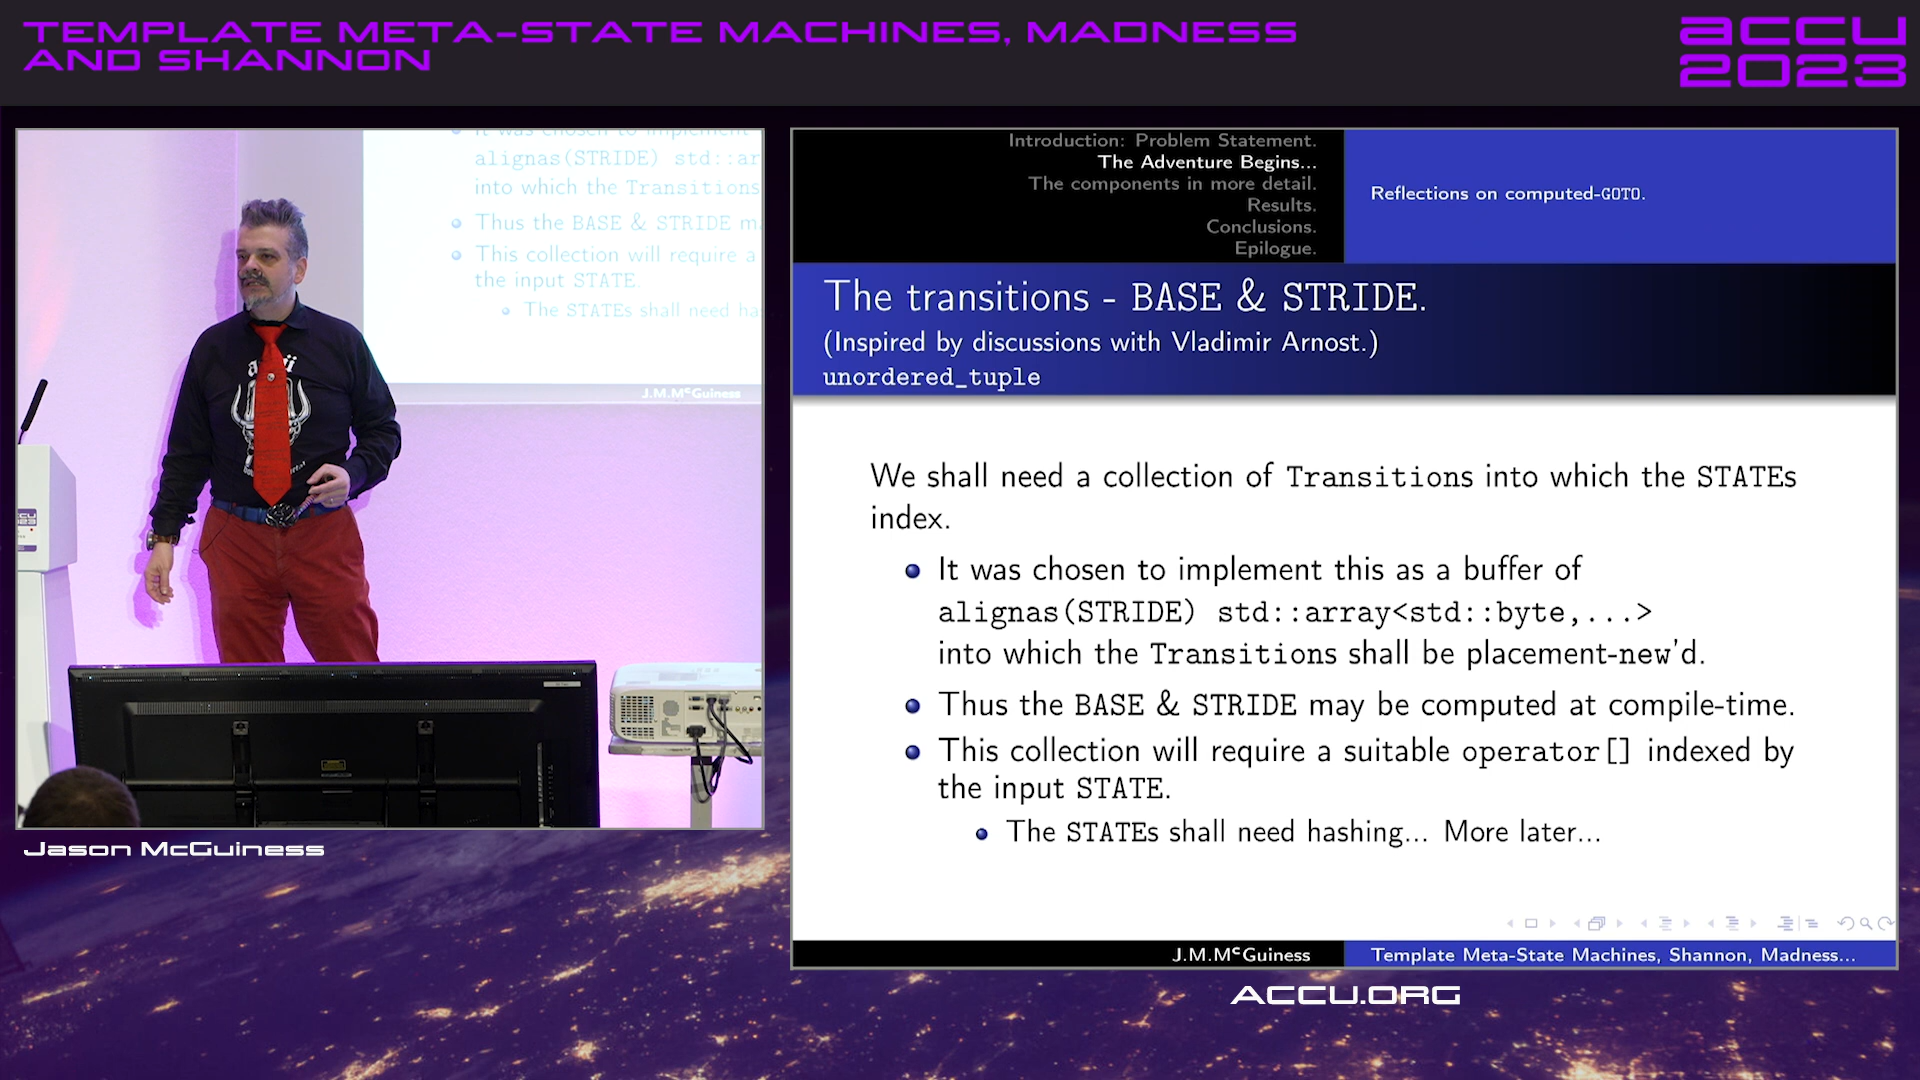 TEMPLATE META-STATE MACHINES, MADNESS
AND SHANNON
accu
2023
It was chosen to implement
alignas(STRIDE) std::ar
into which the Transitions
Thus the BASE & STRIDE m
This collection will require a
the input STATE.
The STATEs shall need ha
J.M.McGuiness
Jason McGuiness
Introduction: Problem Statement.
The Adventure Begins...
The components in more detail.
Results.
Conclusions.
Epilogue.
Reflections on computed-GOTO.
The transitions - BASE & STRIDE.
(Inspired by discussions with Vladimir Arnost.)
unordered_tuple
We shall need a collection of Transitions into which the STATEs
index.
It was chosen to implement this as a buffer of
alignas(STRIDE) std::array<std::byte,...>
into which the Transitions shall be placement-new'd.
Thus the BASE & STRIDE may be computed at compile-time.
This collection will require a suitable operator[] indexed by
the input STATE.
The STATEs shall need hashing... More later...
J.M.McGuiness
Template Meta-State Machines, Shannon, Madness...
ACCU.ORG